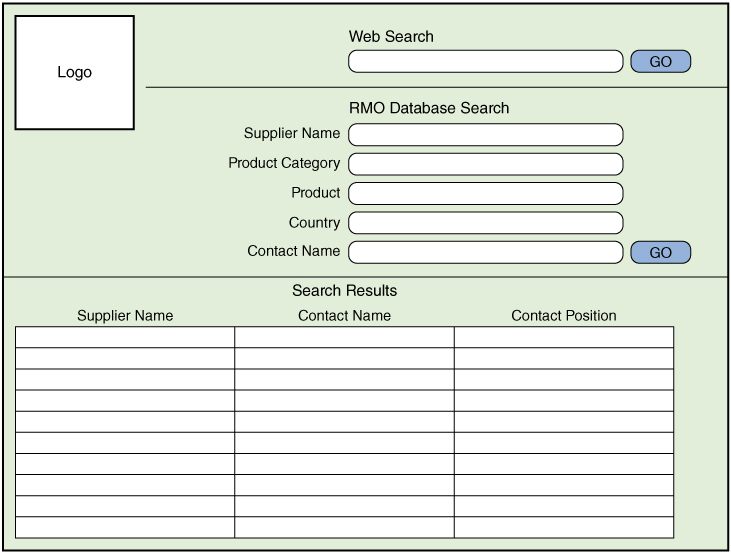 Logo
Web Search
GO
RMO Database Search
Supplier Name
Product Category
Product
Country
Contact Name
GO
Search Results
Supplier Name Contact Name Contact Position